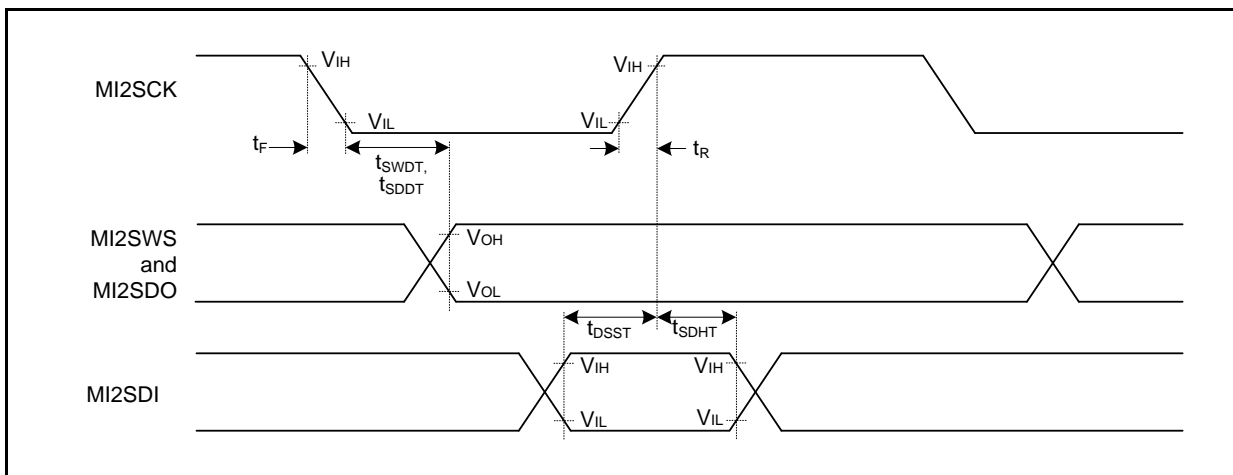 MI2SCK
VIH
VIL
tF
tSWDT,
tSDDT
VIH
VIL
tR
MI2SWS
and
MI2SDO
VOH
VOL
tDSST
tSDHT
MI2SDI
VIH
VIL
VIH
VIL